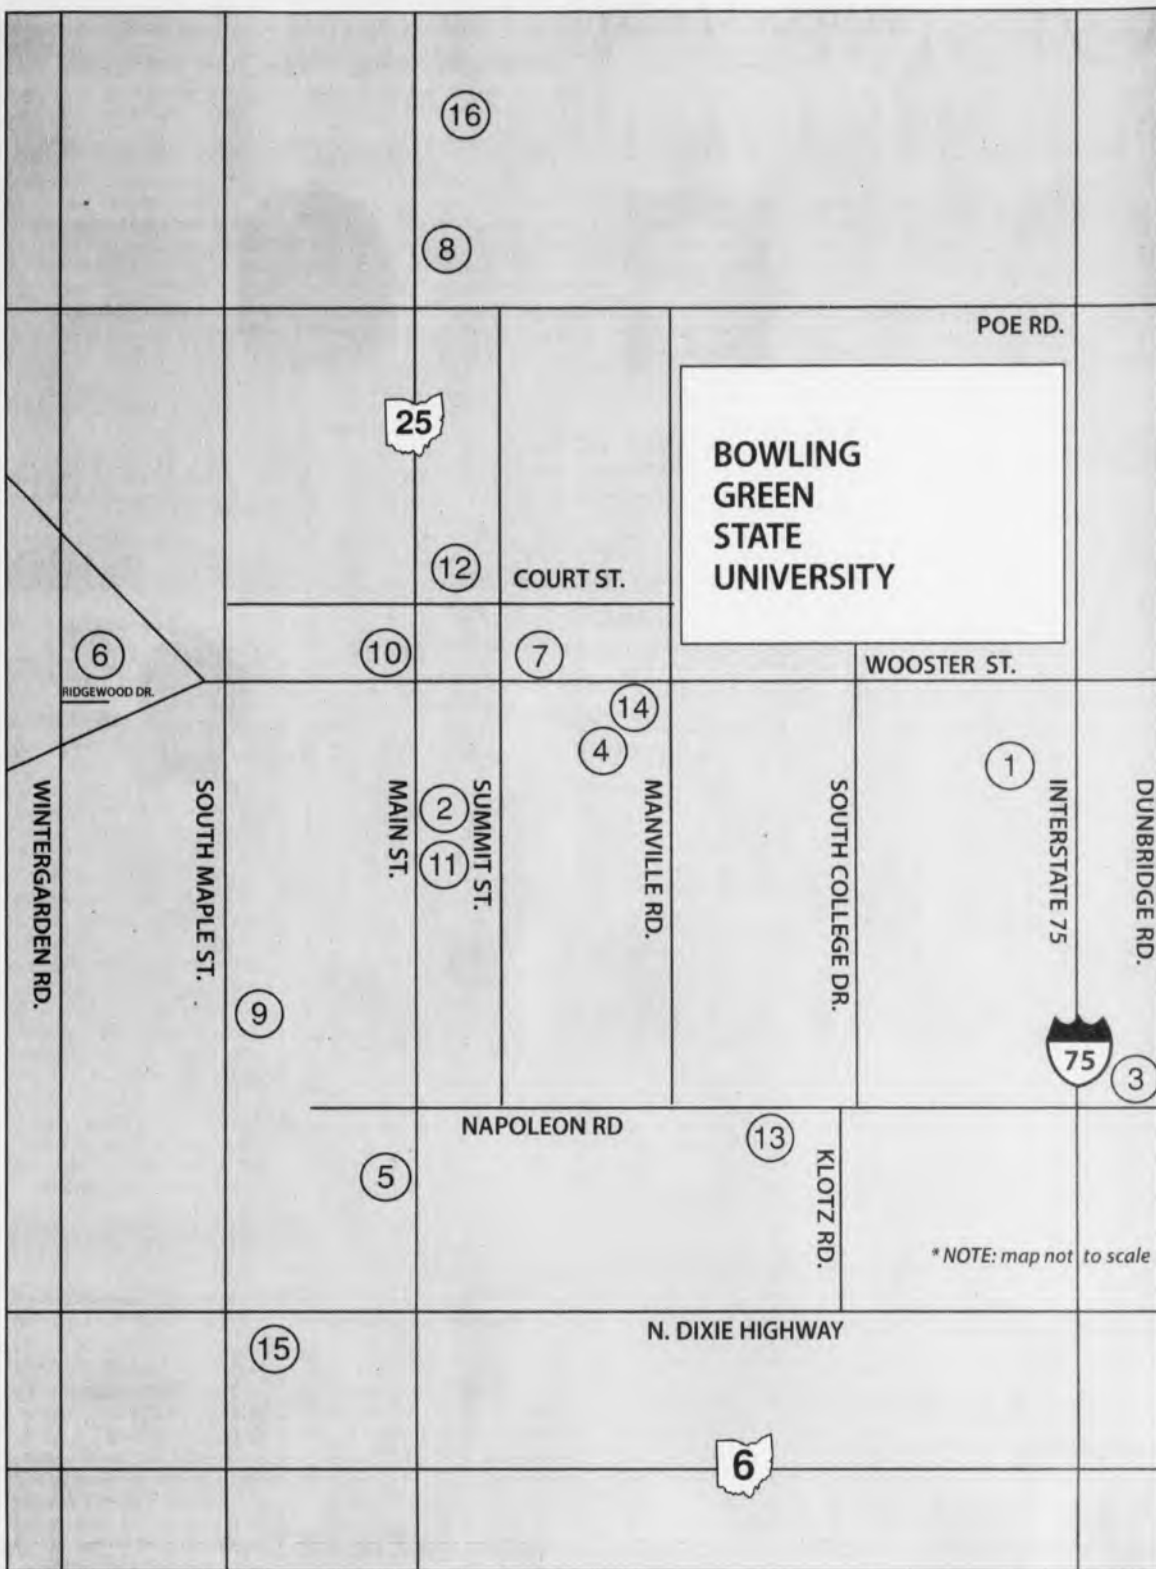 16
8
POE RD.
25
BOWLING
GREEN
STATE
UNIVERSITY
12
COURT ST.
6
10
7
WOOSTER ST.
RIDGEWOOD DR.
14
4
1
WINTERGARDEN RD.
SOUTH MAPLE ST.
MAIN ST.
2
11
SUMMIT ST.
MANVILLE RD.
SOUTH COLLEGE DR.
INTERSTATE 75
DUNBRIDGE RD.
9
75
3
NAPOLEON RD
13
5
KLOTZ RD.
* NOTE: map not to scale
N. DIXIE HIGHWAY
15
6